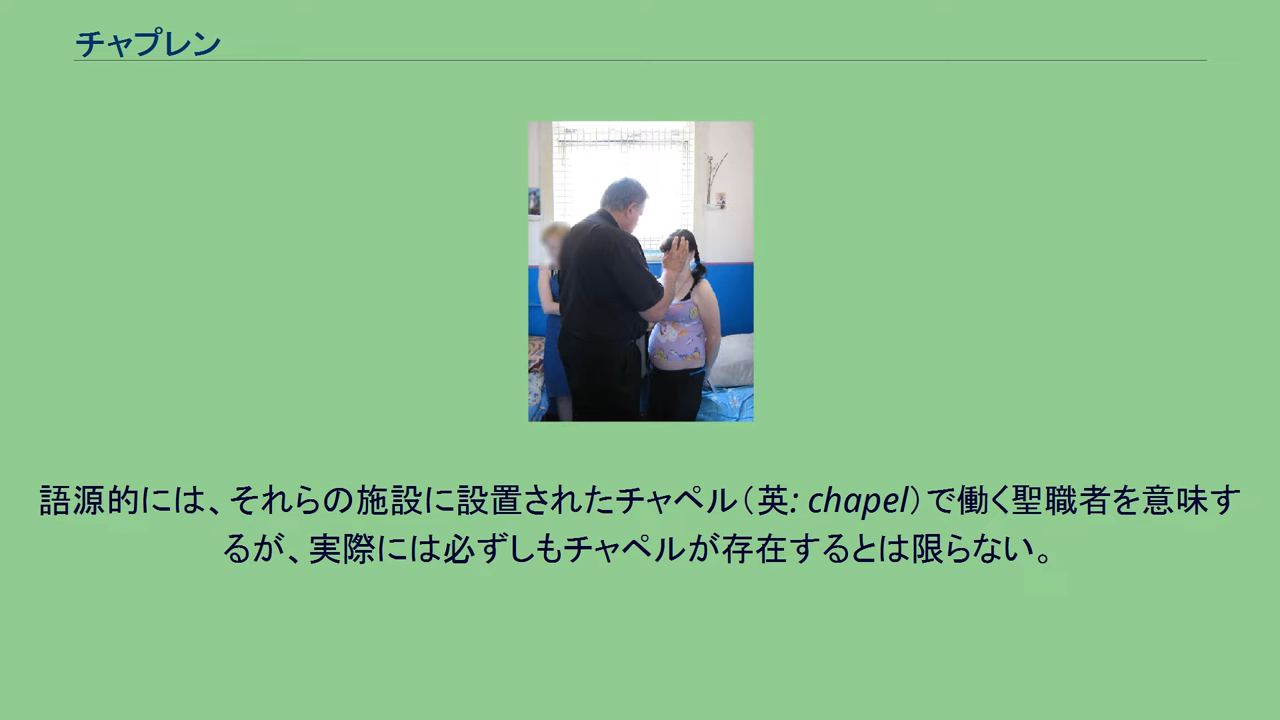 チャプレン
語源的には、それらの施設に設置されたチャペル（英: chapel）で働く聖職者を意味す
るが、実際には必ずしもチャペルが存在するとは限らない。